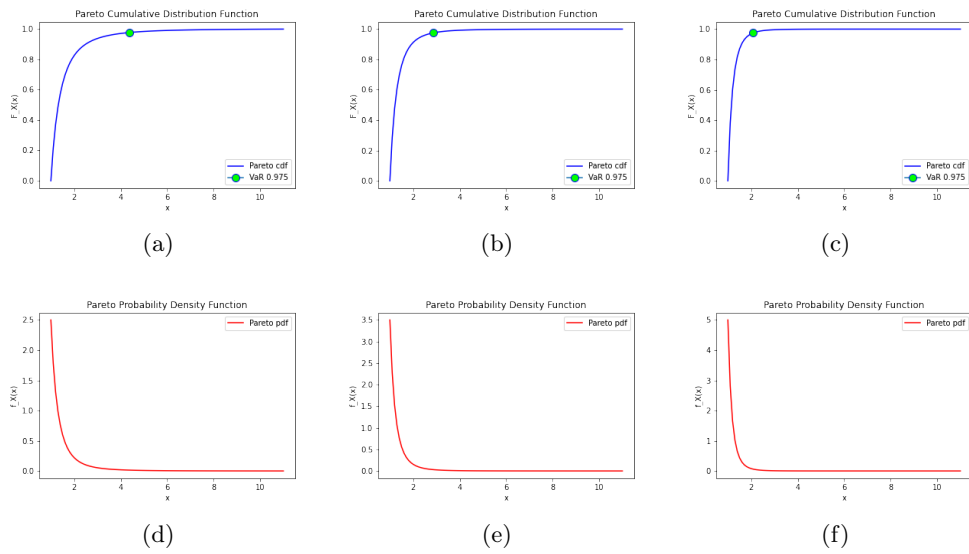 Pareto Cumulative Distribution Function
1.0
0.8
0.6
0.4
0.2
0.0
F_X(x)
Pareto cdf
VaR 0.975
2 4 6 8 10
x
(a)
Pareto Cumulative Distribution Function
1.0
0.8
0.6
0.4
0.2
0.0
F_X(x)
Pareto cdf
VaR 0.975
2 4 6 8 10
x
(b)
Pareto Cumulative Distribution Function
1.0
0.8
0.6
0.4
0.2
0.0
F_X(x)
Pareto cdf
VaR 0.975
2 4 6 8 10
x
(c)
Pareto Probability Density Function
2.5
2.0
1.5
1.0
0.5
0.0
f_X(x)
Pareto pdf
2 4 6 8 10
x
(d)
Pareto Probability Density Function
3.5
3.0
2.5
2.0
1.5
1.0
0.5
0.0
f_X(x)
Pareto pdf
2 4 6 8 10
x
(e)
Pareto Probability Density Function
5
4
3
2
1
0
f_X(x)
Pareto pdf
2 4 6 8 10
x
(f)